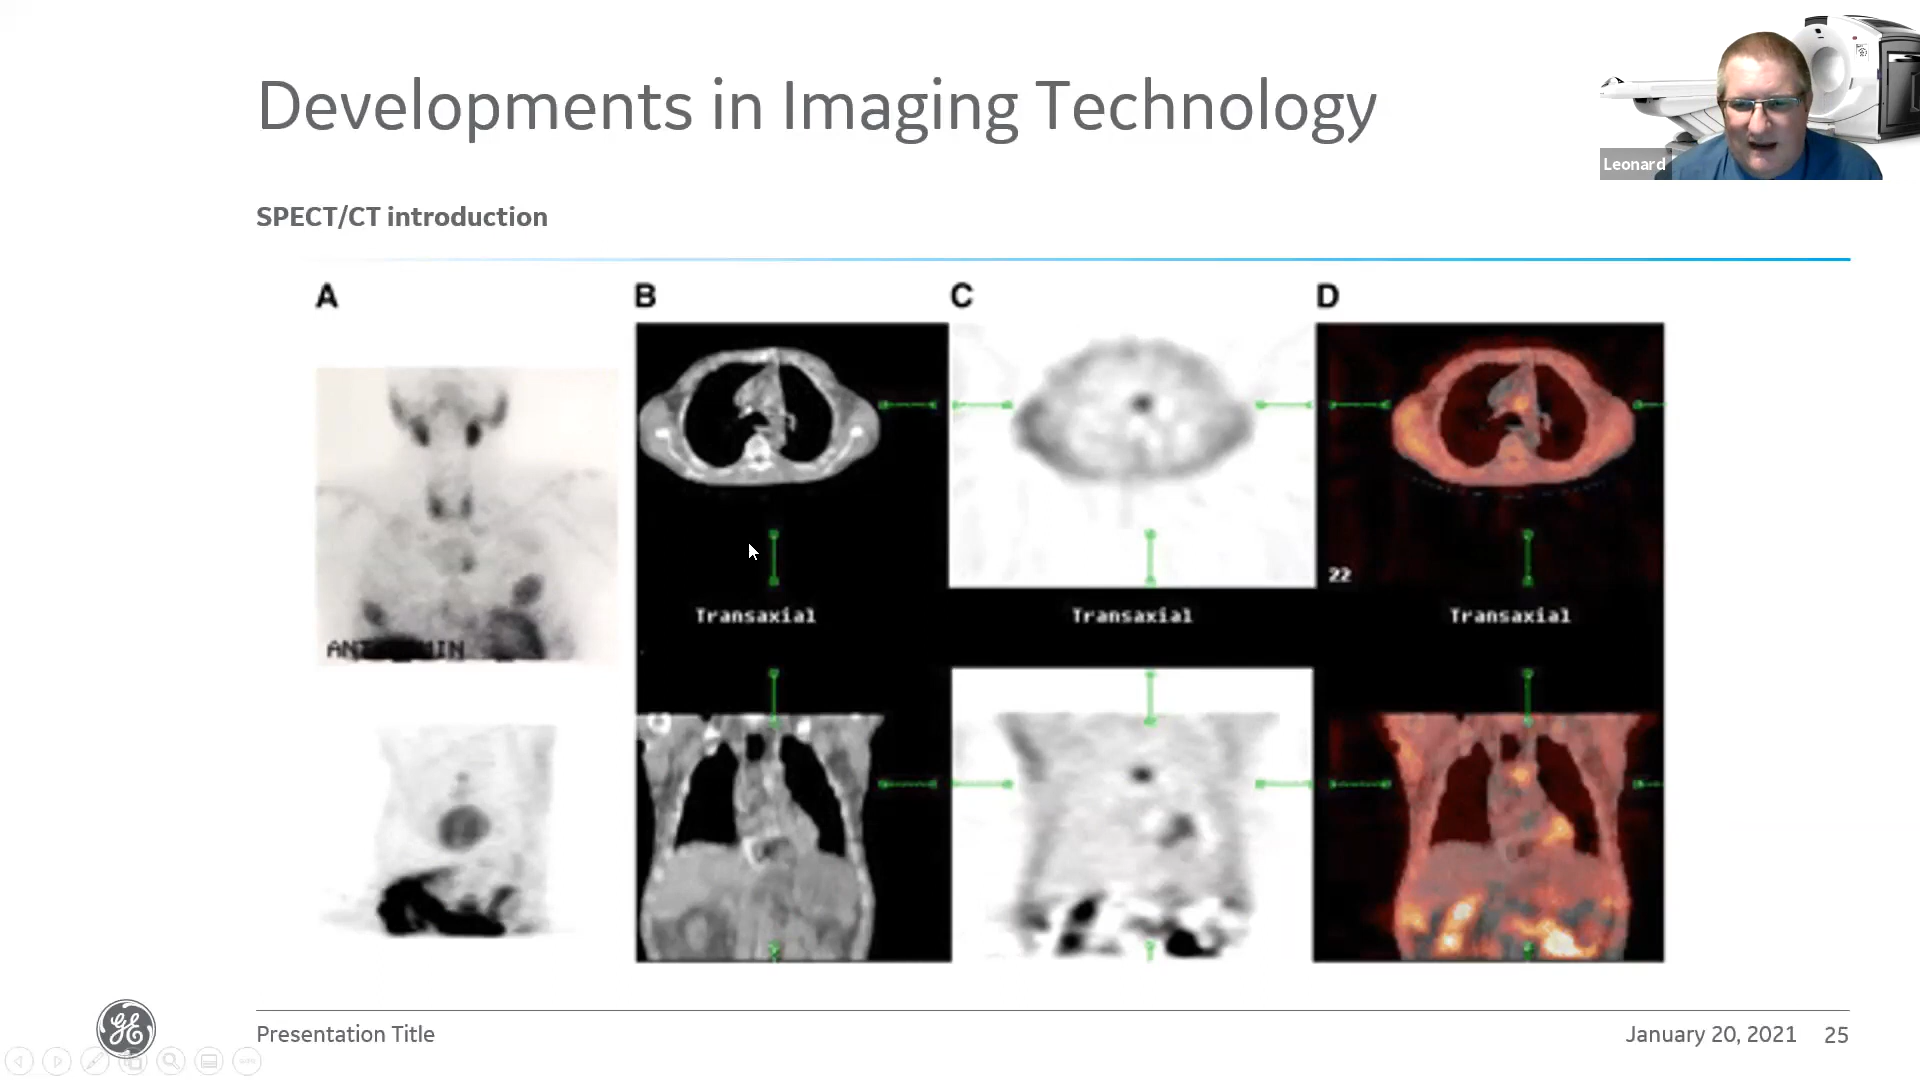 Developments in Imaging Technology
Leonard
SPECT/CT introduction
A
B
C
D
22
Transaxial
Transaxial
Transaxial
Presentation Title
January 20, 2021
25